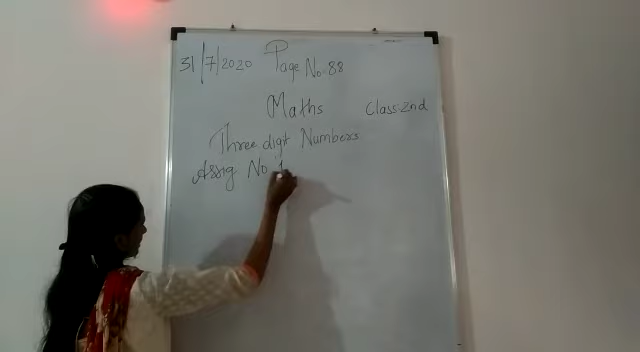 31/7/2020 Page No:88
Maths Class:2nd
Three digit Numbers
Assig No 1